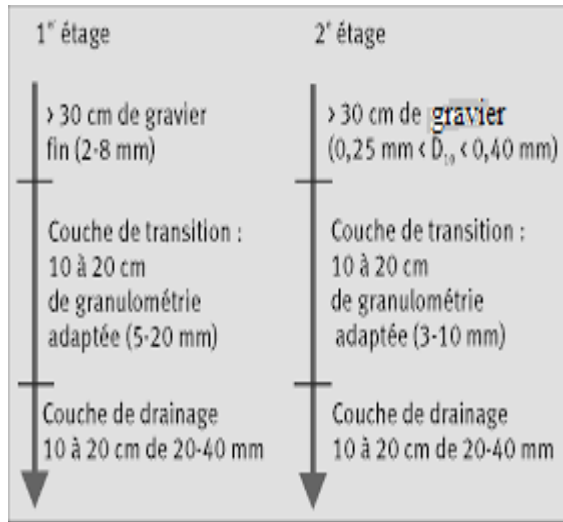 1er étage
> 30 cm de gravier
fin (2-8 mm)
Couche de transition :
10 à 20 cm
de granulométrie
adaptée (5-20 mm)
Couche de drainage
10 à 20 cm de 20-40 mm
2e étage
> 30 cm de gravier
(0,25 mm < D10 < 0,40 mm)
Couche de transition :
10 à 20 cm
de granulométrie
adaptée (3-10 mm)
Couche de drainage
10 à 20 cm de 20-40 mm